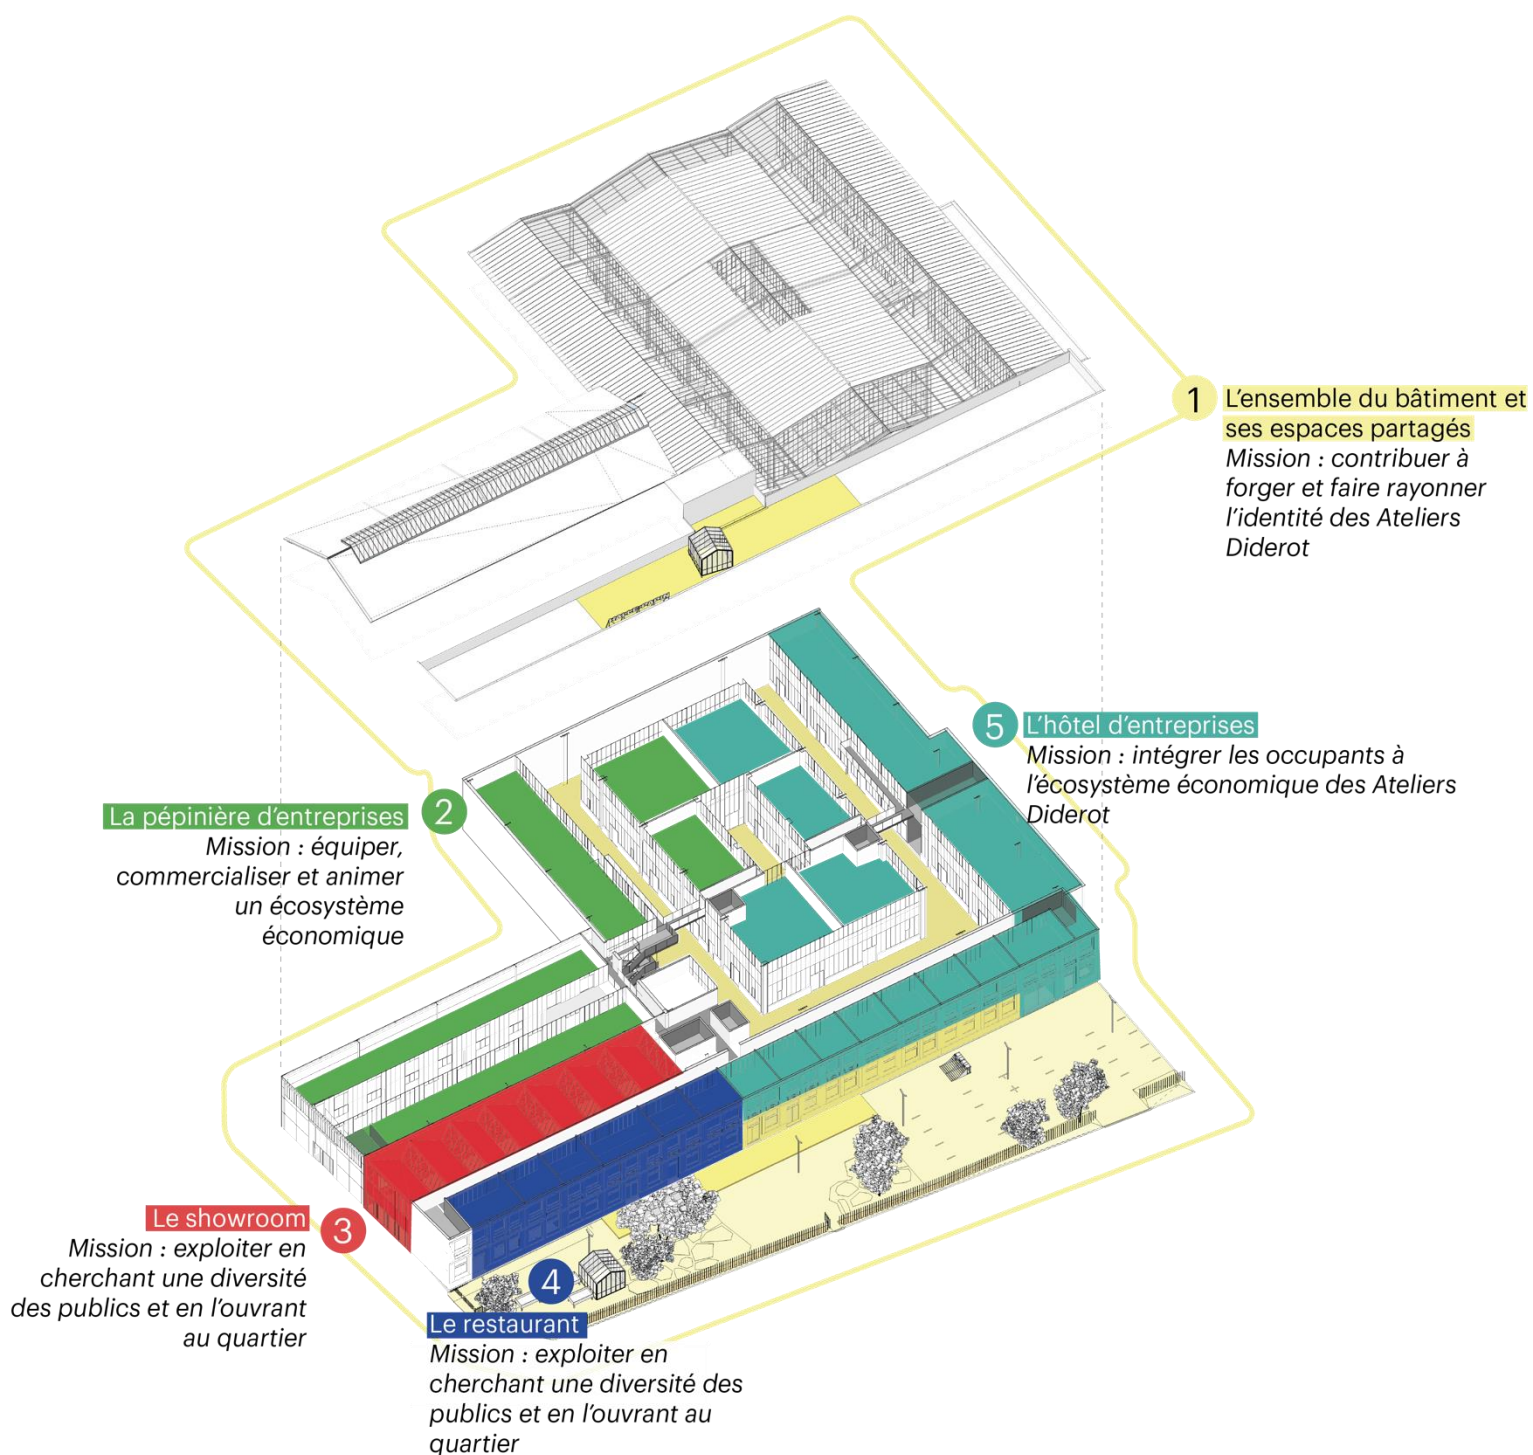 1
L'ensemble du bâtiment et
ses espaces partagés
Mission : contribuer à
forger et faire rayonner
l'identité des Ateliers
Diderot
5
L'hôtel d'entreprises
Mission : intégrer les occupants à
l'écosystème économique des Ateliers
Diderot
2
La pépinière d'entreprises
Mission : équiper,
commercialiser et animer
un écosystème
économique
Le showroom
3
Mission : exploiter en
cherchant une diversité
des publics et en l'ouvrant
au quartier
4
Le restaurant
Mission : exploiter en
cherchant une diversité des
publics et en l'ouvrant au
quartier